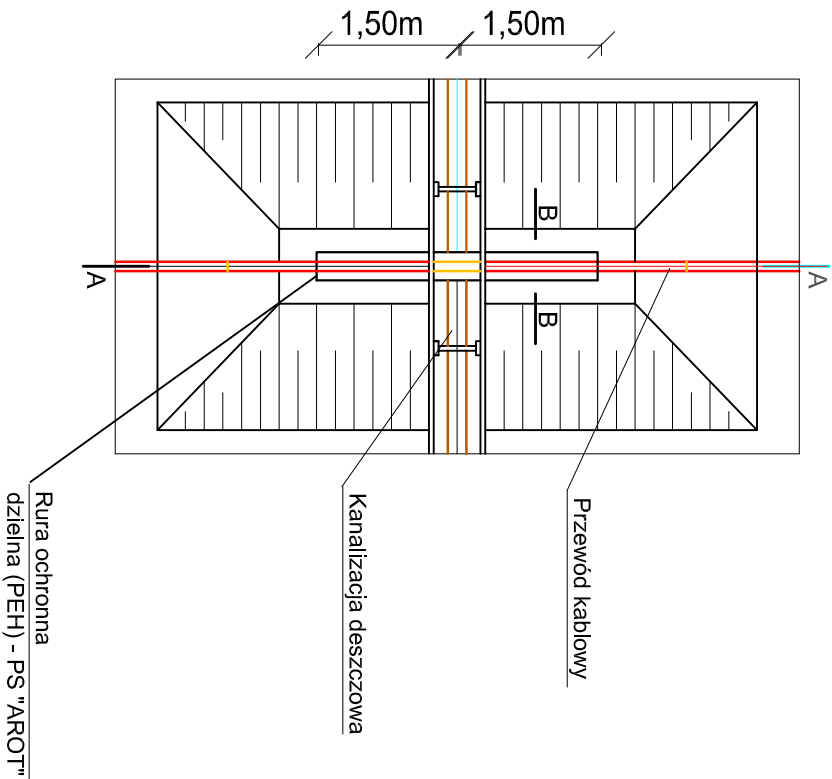 1,50m
1,50m
B
A
A
B
Przewód kablowy
Kanalizacja deszczowa
Rura ochronna
dzielna (PEH) - PS "AROT"